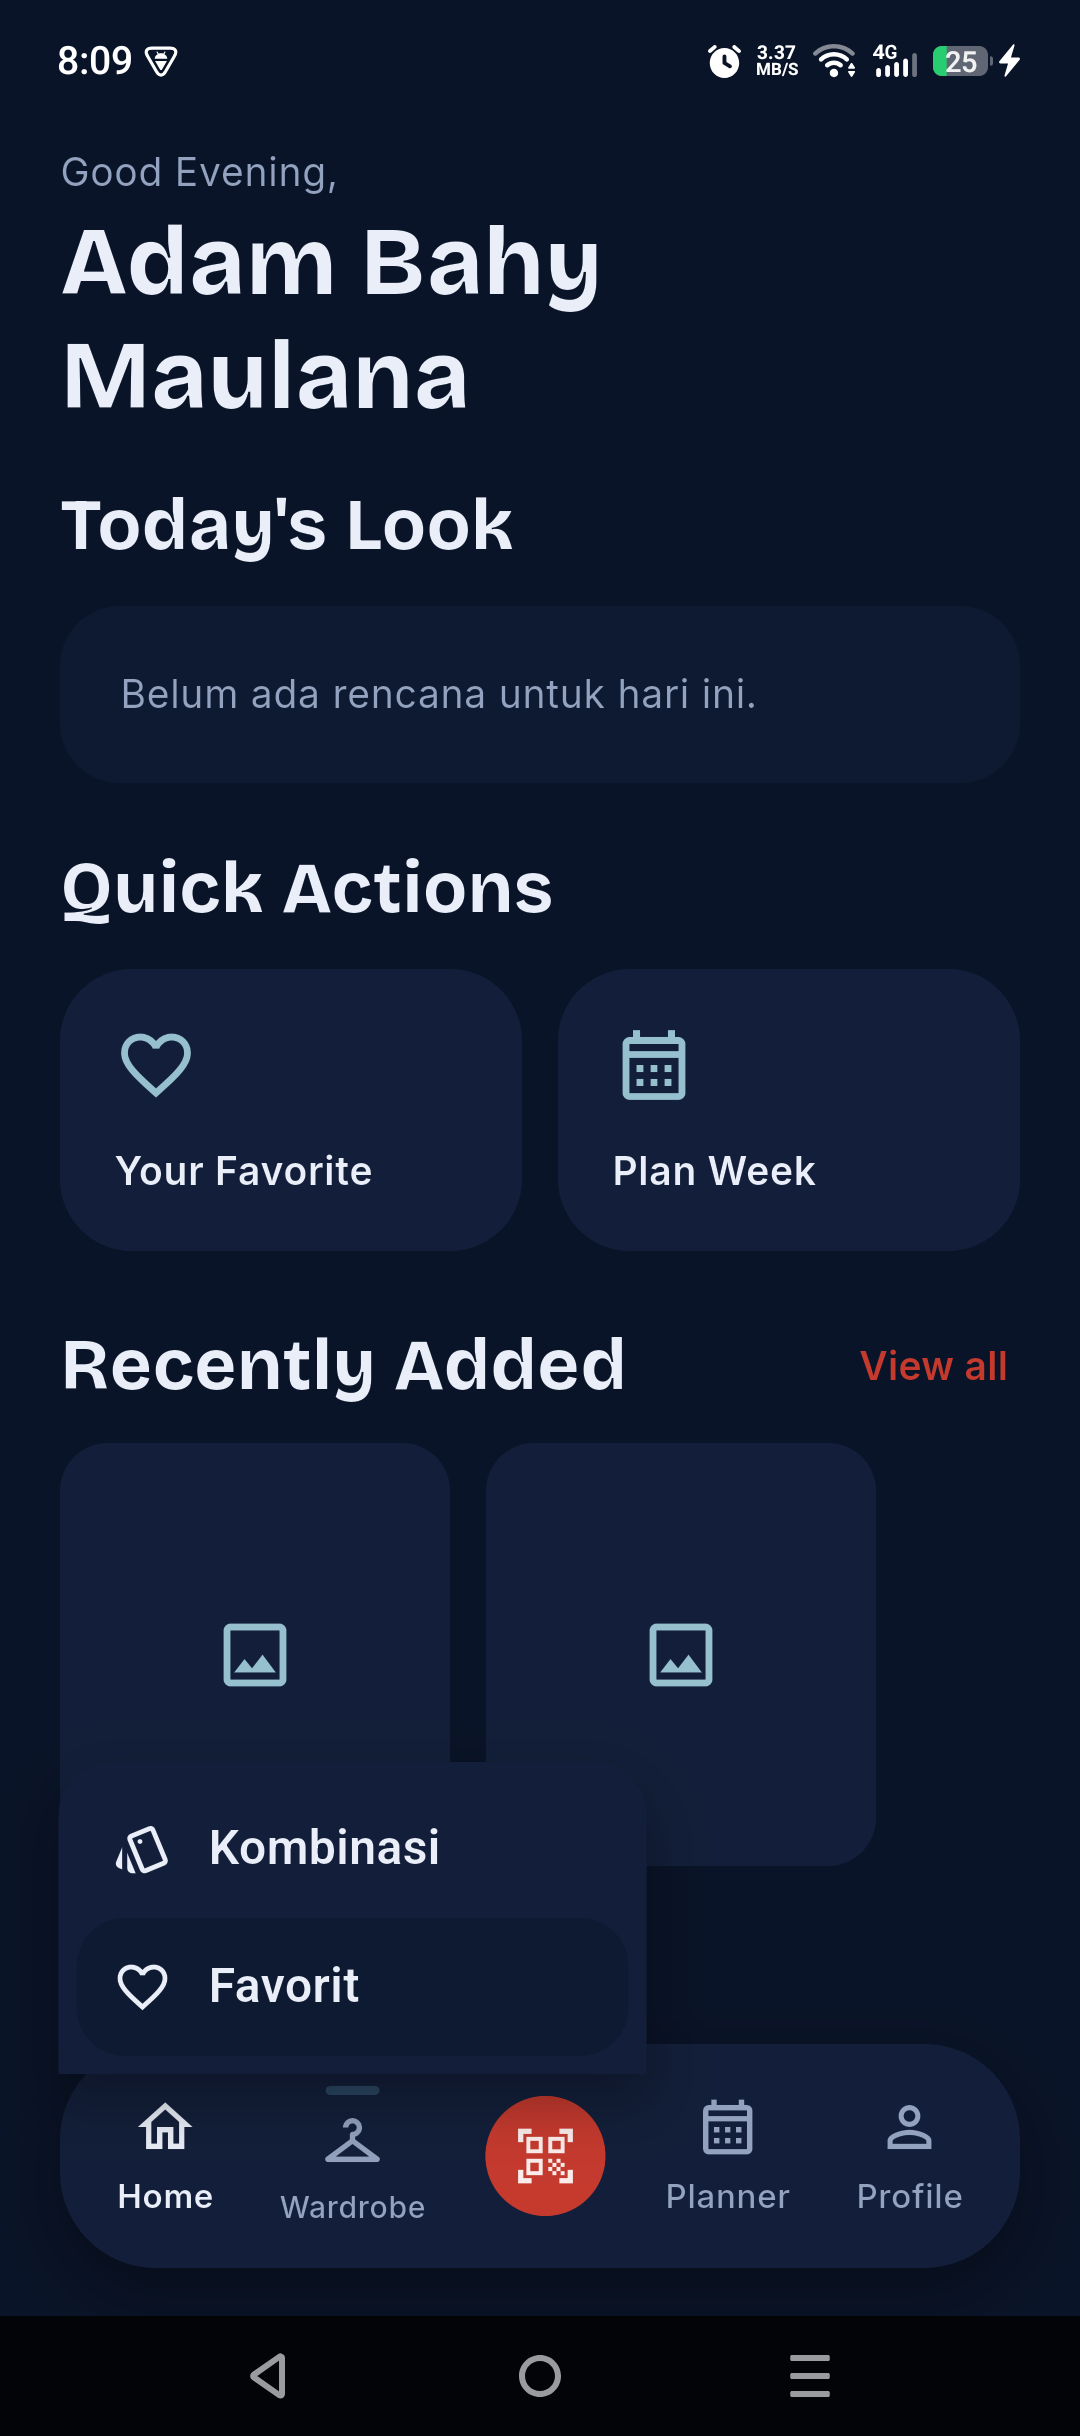 8:09
3.37
MB/S
4G
25
Good Evening,
Adam Bahy
Maulana
Today's Look
Belum ada rencana untuk hari ini.
Quick Actions
Your Favorite
Plan Week
Recently Added
View all
Kombinasi
Favorit
Home
Wardrobe
Planner
Profile